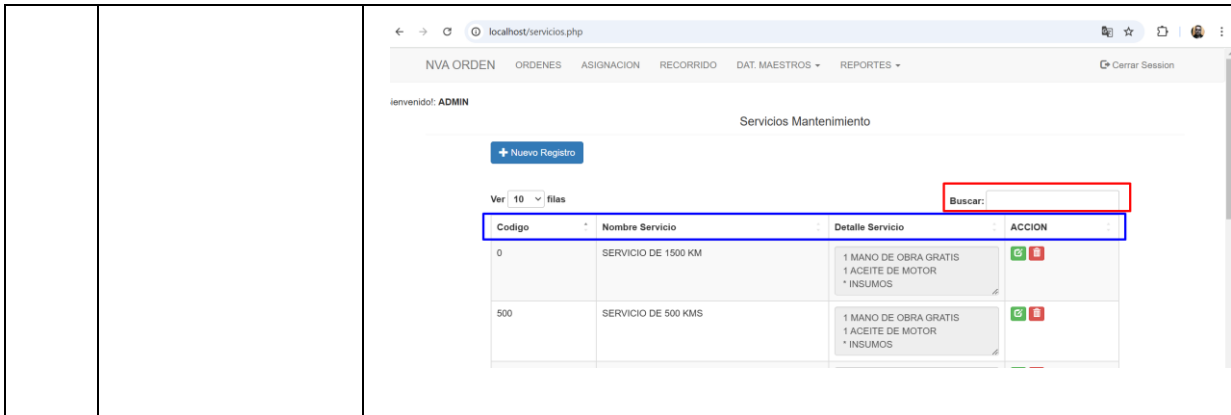 localhost/servicios.php
NVA ORDEN ORDENES ASIGNACION RECORRIDO DAT. MAESTROS REPORTES Cerrar Session
ienvenido!: ADMIN
Servicios Mantenimiento
Nuevo Registro
Ver 10 filas Buscar:
Codigo Nombre Servicio Detalle Servicio ACCION
0 SERVICIO DE 1500 KM 1 MANO DE OBRA GRATIS
1 ACEITE DE MOTOR
* INSUMOS
500 SERVICIO DE 500 KMS 1 MANO DE OBRA GRATIS
1 ACEITE DE MOTOR
* INSUMOS